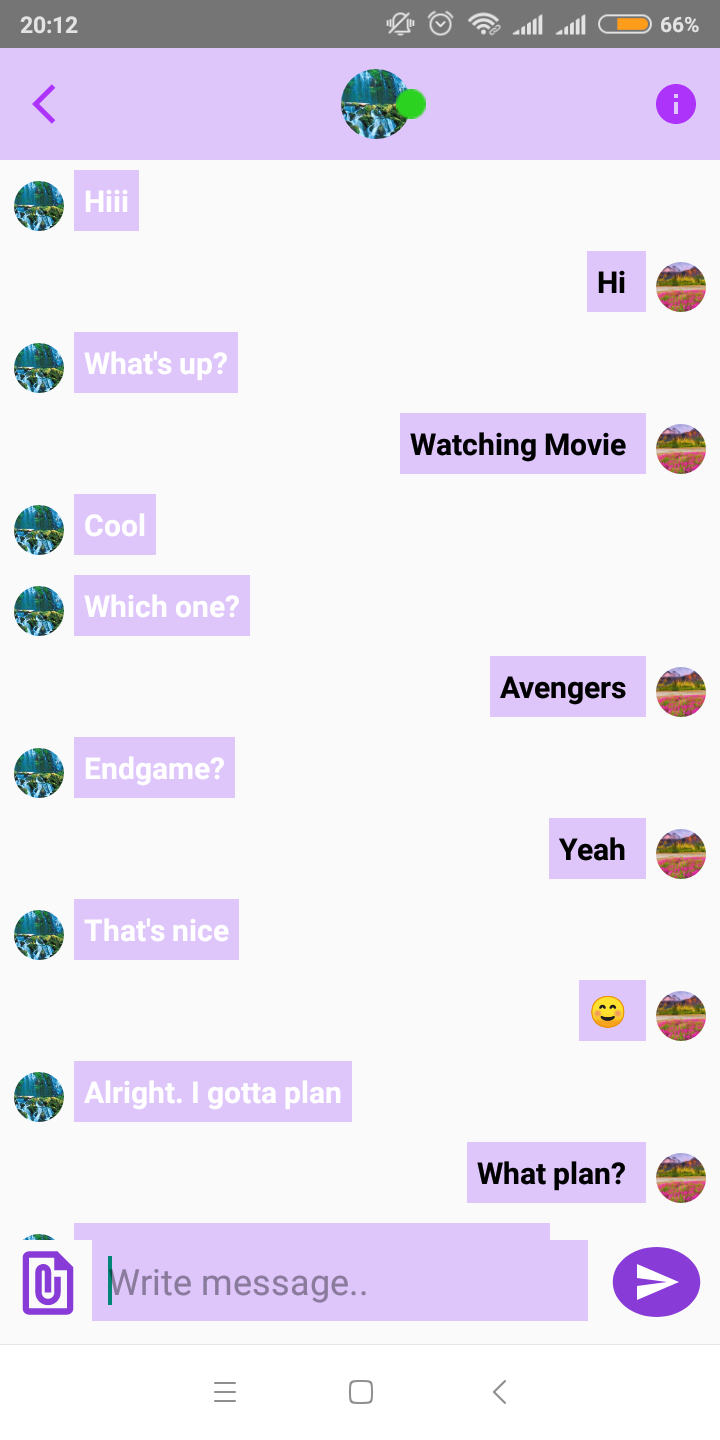 20:12 66%
Hiii
Hi
What's up?
Watching Movie
Cool
Which one?
Avengers
Endgame?
Yeah
That's nice
😊
Alright. I gotta plan
What plan?
Write message..